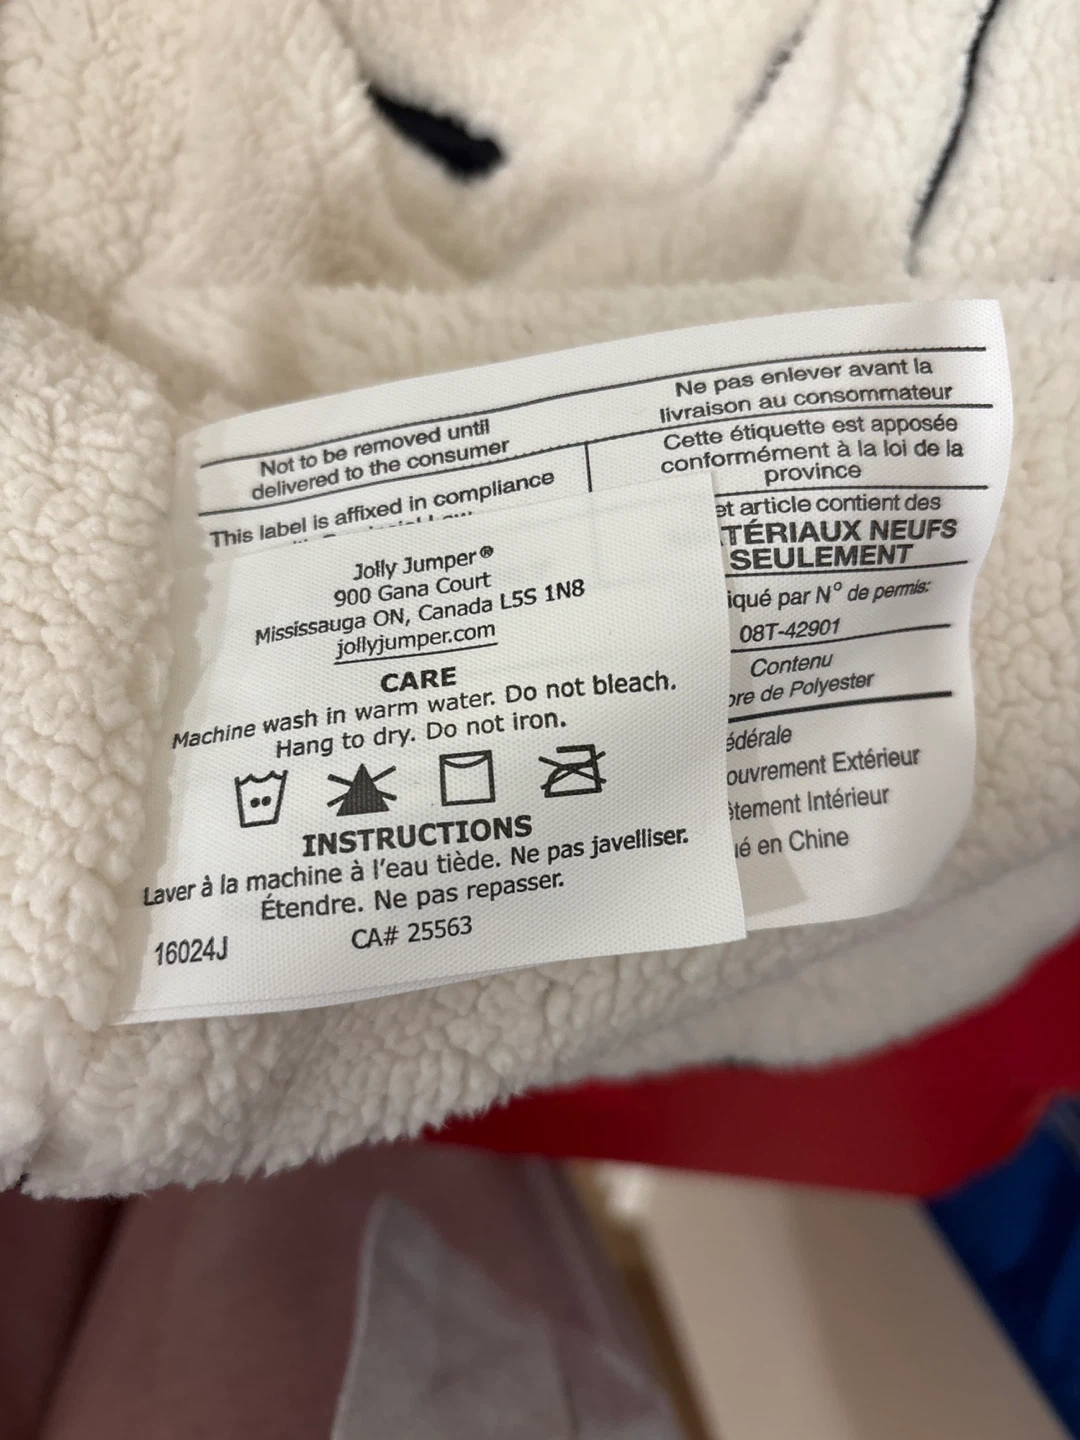 Not to be removed until
delivered to the consumer
Ne pas enlever avant la
livraison au consommateur
This label is affixed in compliance
Cette étiquette est apposée
conformément à la loi de la
province
et article contient des
TÉRIAUX NEUFS
SEULEMENT
iqué par N° de permis:
08T-42901
Contenu
bre de Polyester
édérale
ouvrement Extérieur
êtement Intérieur
ué en Chine
Jolly Jumper®
900 Gana Court
Mississauga ON, Canada L5S 1N8
jollyjumper.com
CARE
Machine wash in warm water. Do not bleach.
Hang to dry. Do not iron.
INSTRUCTIONS
Laver à la machine à l'eau tiède. Ne pas javelliser.
Étendre. Ne pas repasser.
16024J CA# 25563